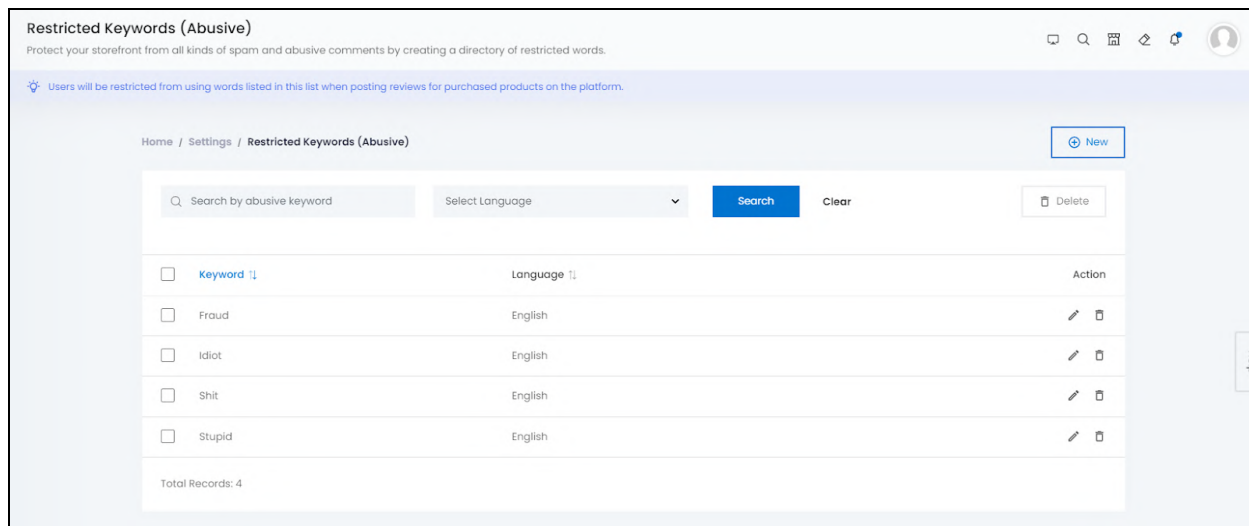 Restricted Keywords (Abusive)
Protect your storefront from all kinds of spam and abusive comments by creating a directory of restricted words.
Users will be restricted from using words listed in this list when posting reviews for purchased products on the platform.
Home / Settings / Restricted Keywords (Abusive) New
Search by abusive keyword Select Language Search Clear Delete
Keyword Language Action
Fraud English
Idiot English
Shit English
Stupid English
Total Records: 4